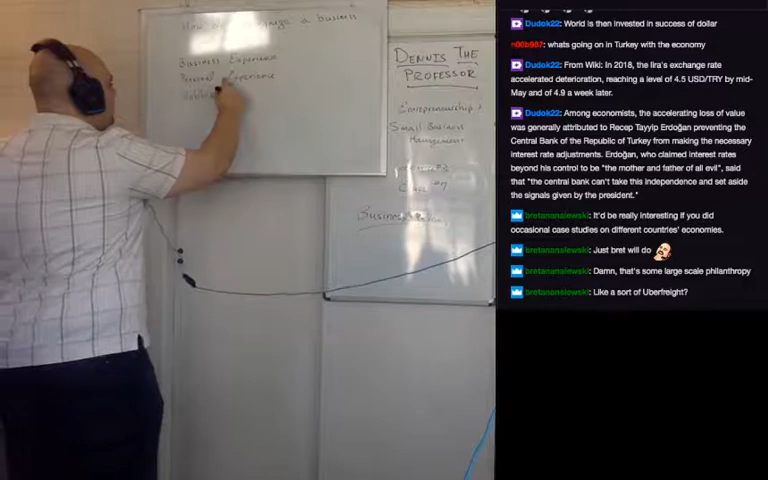 a business
Business Experience
Personal Experience
DENNIS THE
PROFESSOR
Entrepreneurship &
Small Business
Management
Class #7
Business
Dudok22: World is then invested in success of dollar
n00b987: whats going on in Turkey with the economy
Dudok22: From Wiki: In 2018, the lira's exchange rate
accelerated deterioration, reaching a level of 4.5 USD/TRY by mid-
May and of 4.9 a week later.
Dudok22: Among economists, the accelerating loss of value
was generally attributed to Recep Tayyip Erdoğan preventing the
Central Bank of the Republic of Turkey from making the necessary
interest rate adjustments. Erdoğan, who claimed interest rates
beyond his control to be "the mother and father of all evil", said
that "the central bank can't take this independence and set aside
the signals given by the president."
bretananalewski: It'd be really interesting if you did
occasional case studies on different countries' economies.
bretananalewski: Just bret will do
bretananalewski: Damn, that's some large scale philanthropy
bretananalewski: Like a sort of Uberfreight?